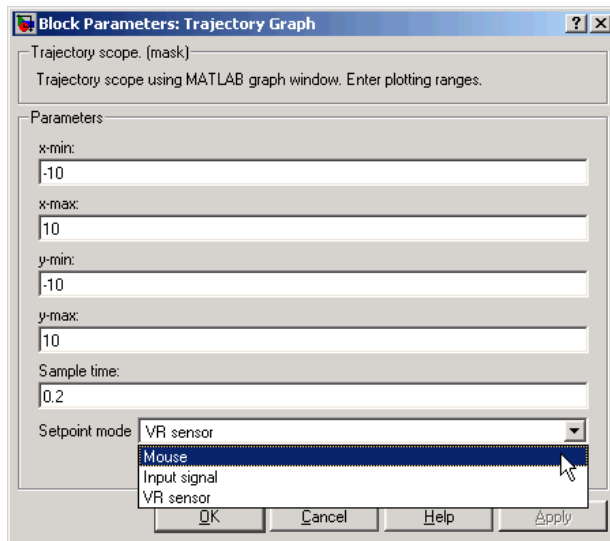 Block Parameters: Trajectory Graph
Trajectory scope. (mask)
Trajectory scope using MATLAB graph window. Enter plotting ranges.
Parameters
x-min:
-10
x-max:
10
y-min:
-10
y-max:
10
Sample time:
0.2
Setpoint mode VR sensor
Mouse
Input signal
VR sensor
OK Cancel Help Apply